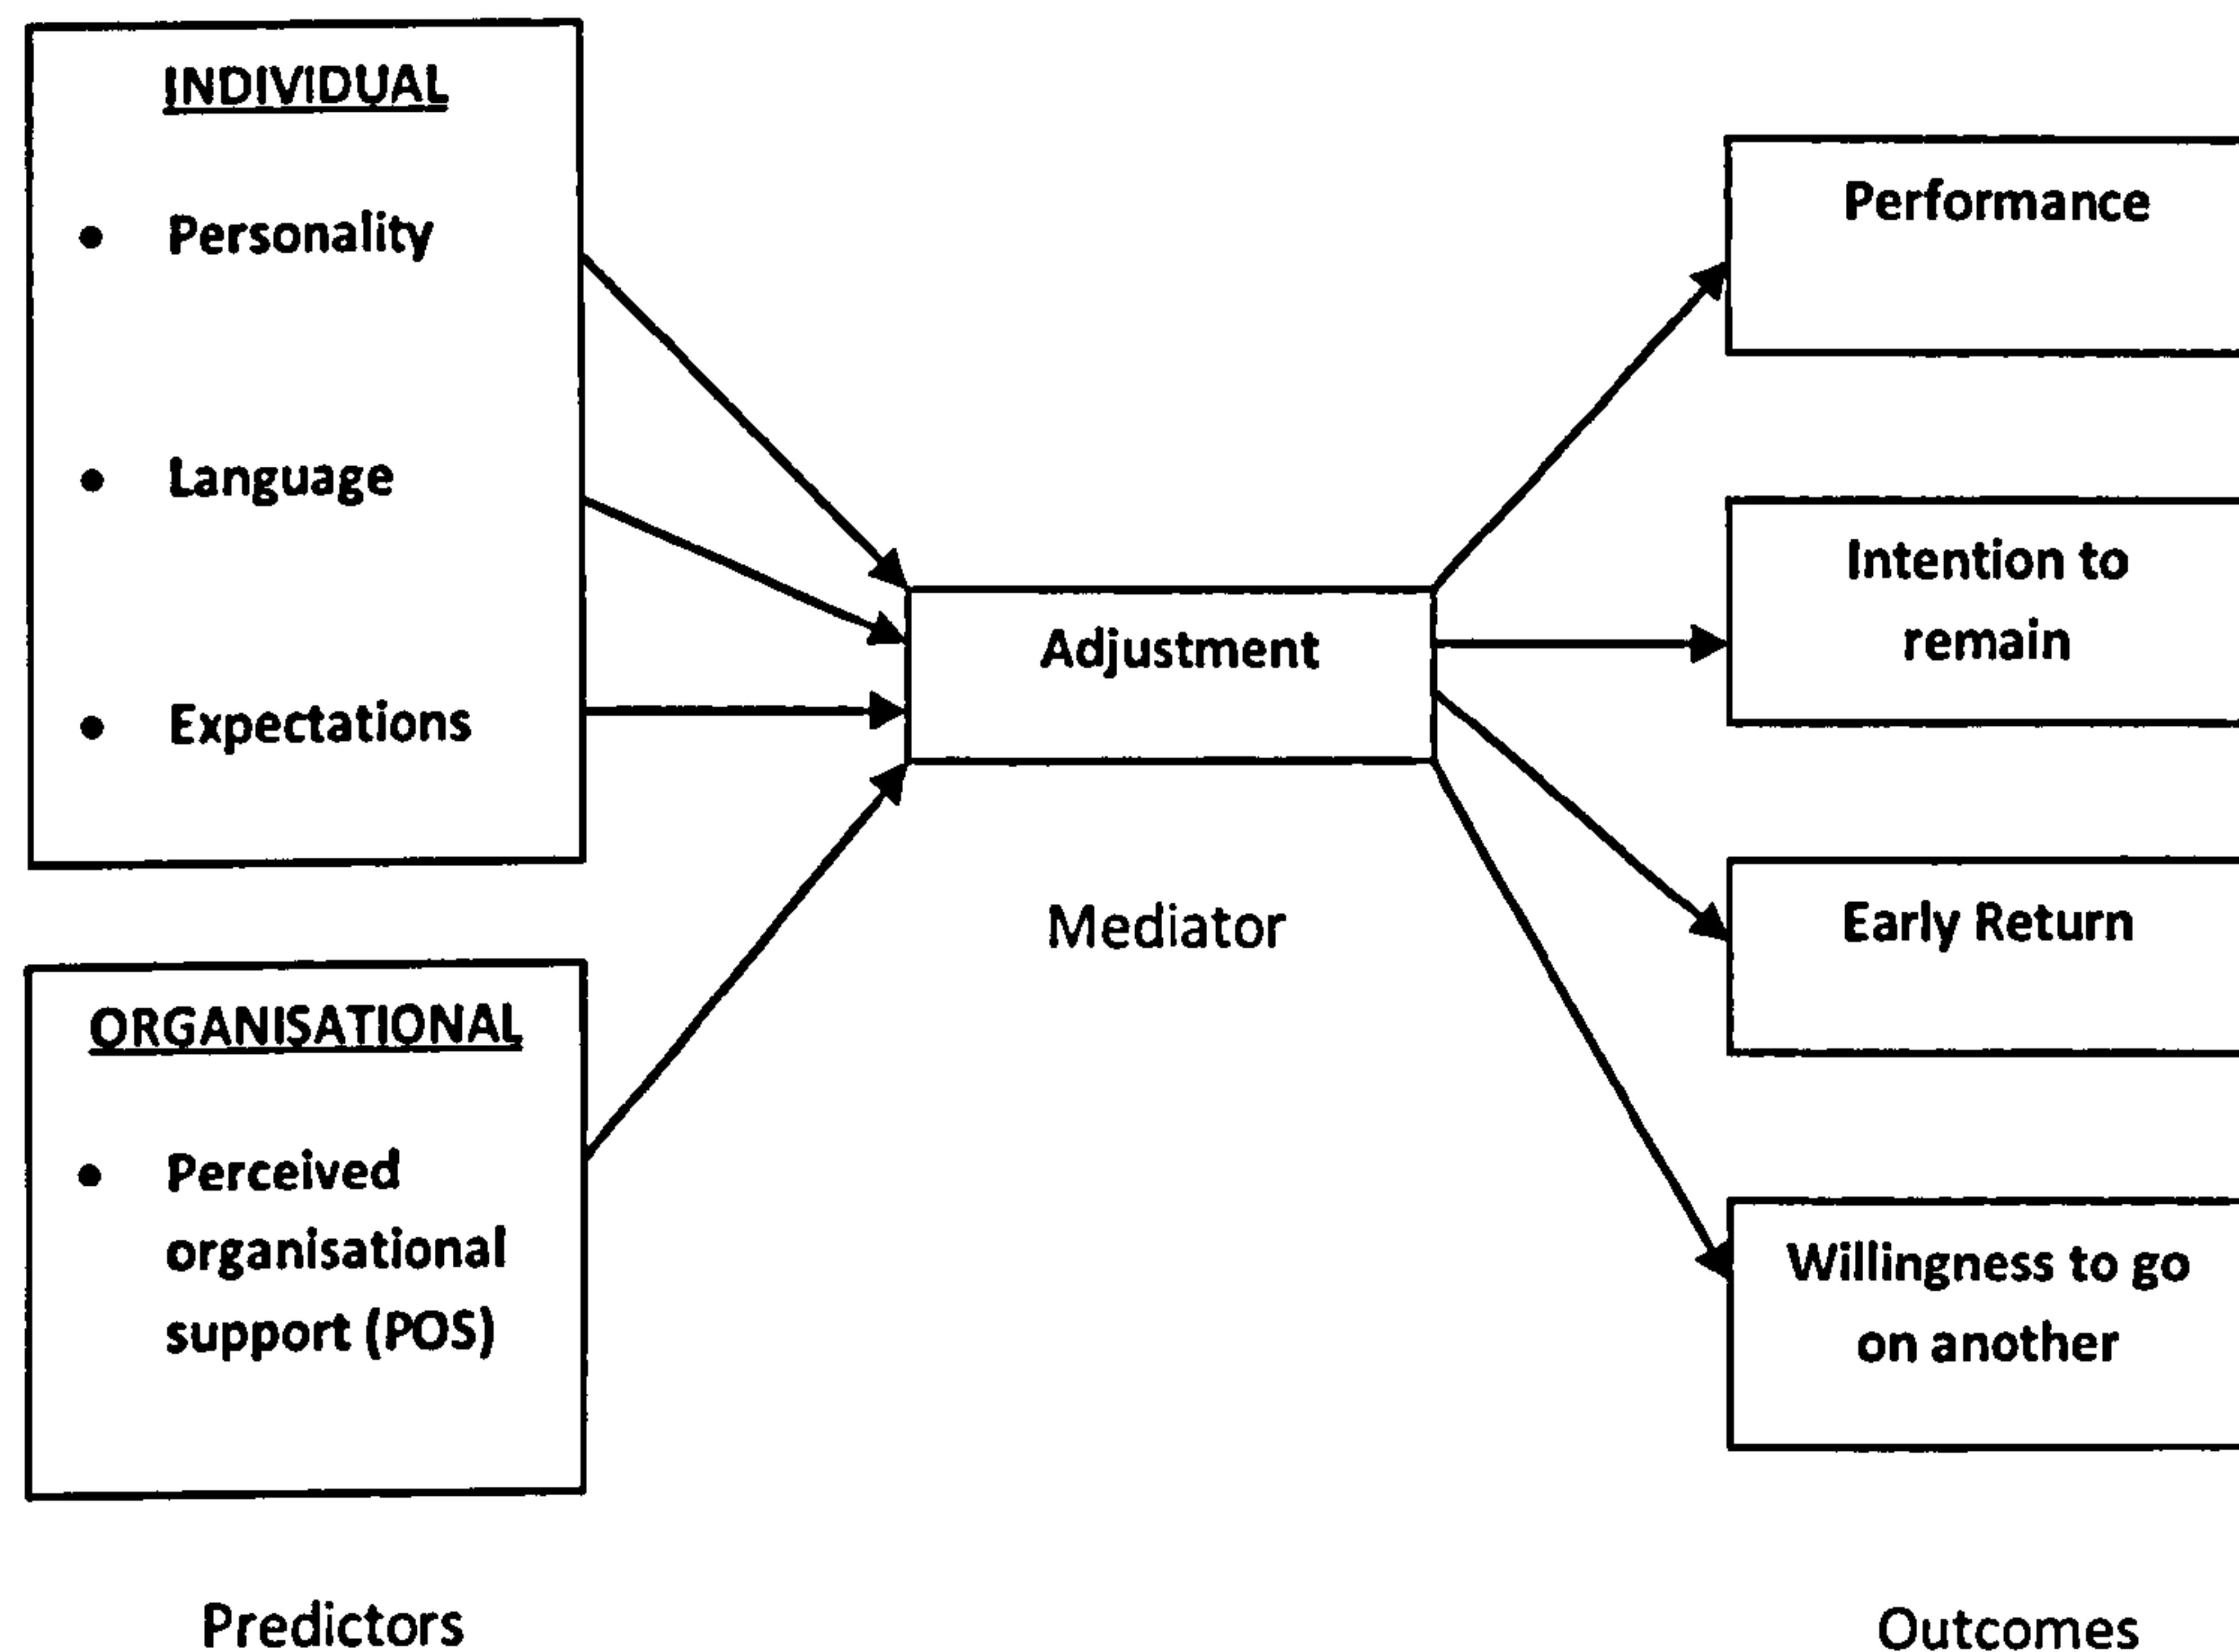 INDIVIDUAL
• Personality
• Language
• Expectations
ORGANISATIONAL
• Perceived
organisational
support (POS)
Predictors
Adjustment
Mediator
Performance
Intention to
remain
Early Return
Willingness to go
on another
Outcomes